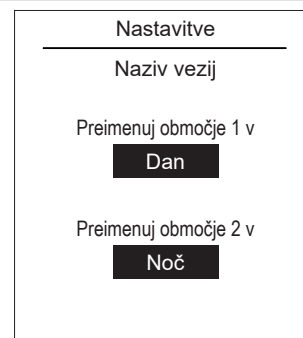 Nastavitve
Naziv vezij
Preimenuj območje 1 v
Dan
Preimenuj območje 2 v
Noč